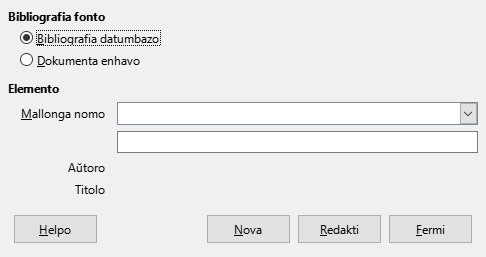 Bibliografia fonto
Bibliografia datumbazo
Dokumenta enhavo
Elemento
Mallonga nomo
Aŭtoro
Titolo
Helpo
Nova
Redakti
Fermi